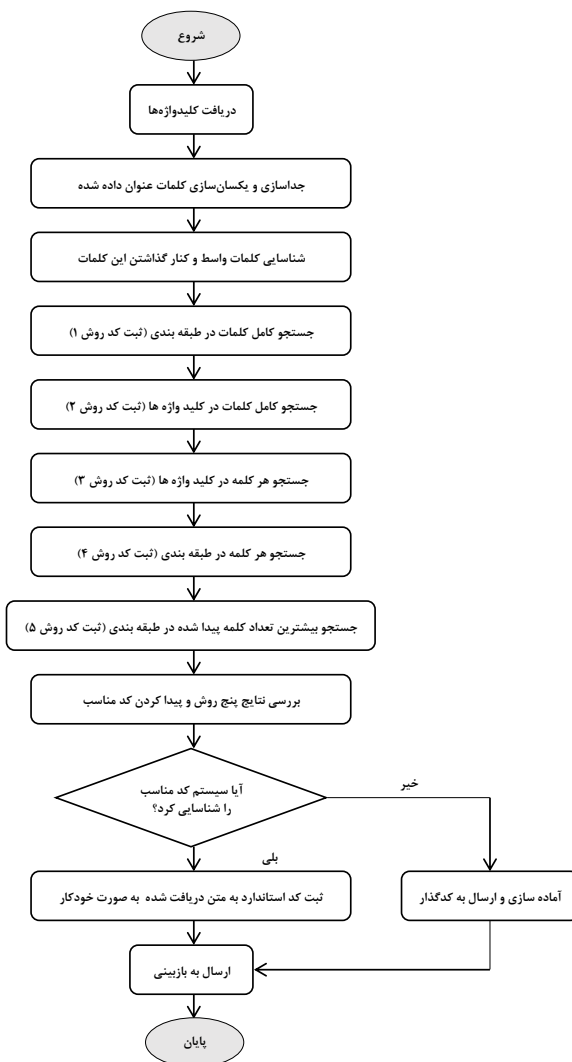 شروع
دریافت کلیدواژه‌ها
جداسازی و یکسان‌سازی کلمات عنوان داده شده
شناسایی کلمات واسط و کنار گذاشتن این کلمات
جستجو کامل کلمات در طبقه بندی (ثبت کد روش ۱)
جستجو کامل کلمات در کلید واژه ها (ثبت کد روش ۲)
جستجو هر کلمه در کلید واژه ها (ثبت کد روش ۳)
جستجو هر کلمه در طبقه بندی (ثبت کد روش ۴)
جستجو بیشترین تعداد کلمه پیدا شده در طبقه بندی (ثبت کد روش ۵)
بررسی نتایج پنج روش و پیدا کردن کد مناسب
آیا سیستم کد مناسب
را شناسایی کرد؟
خیر
بلی
ثبت کد استاندارد به متن دریافت شده به صورت خودکار
آماده سازی و ارسال به کدگذار
ارسال به بازبینی
پایان